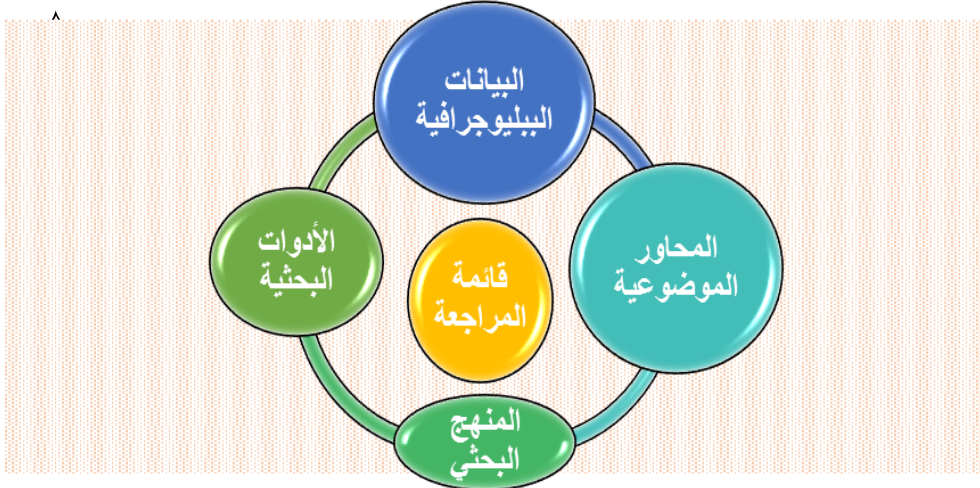 ٨
البيانات
الببليوجرافية
المحاور
الموضوعية
الأدوات
البحثية
قائمة
المراجعة
المنهج
البحثي